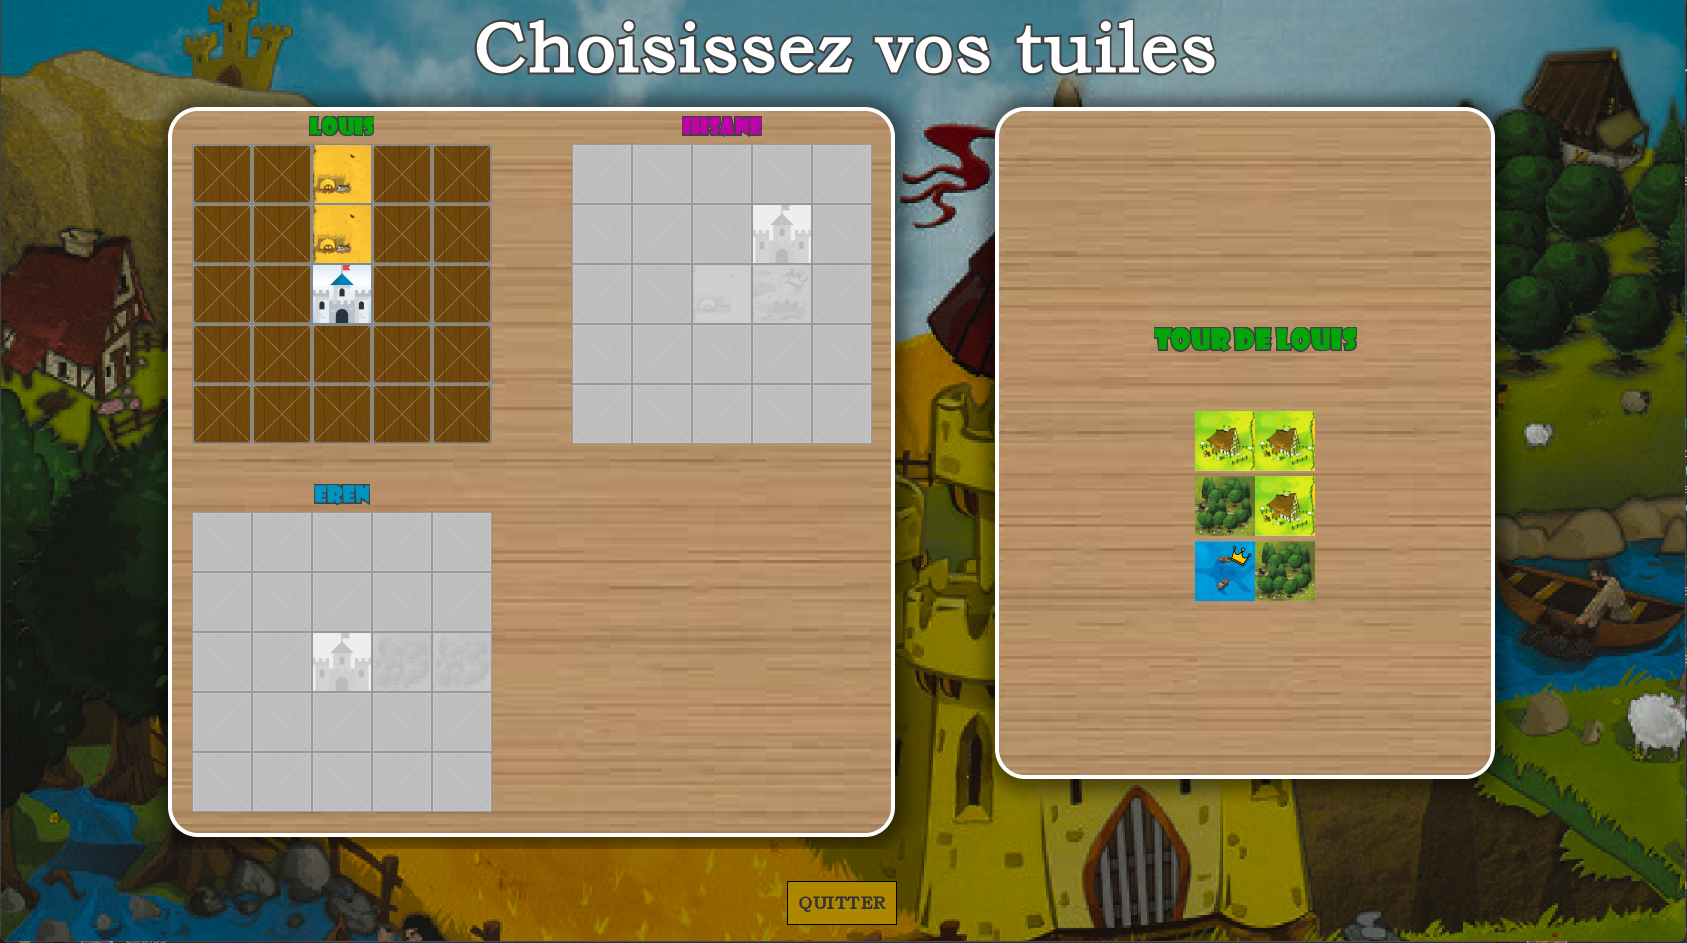 Choisissez vos tuiles
LOUIS
ILISANE
EREN
TOUR DE LOUIS
QUITTER